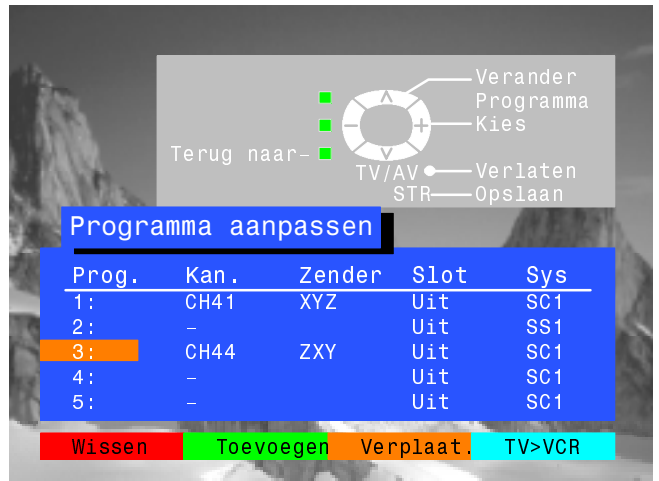 Verander
Programma
Kies
Terug naar–
TV/AV
Verlaten
STR
Opslaan
Programma aanpassen
Prog. Kan. Zender Slot Sys
1: CH41 XYZ Uit SC1
2: – Uit SS1
3: CH44 ZXY Uit SC1
4: – Uit SC1
5: – Uit SC1
Wissen Toevoegen Verplaat. TV>VCR